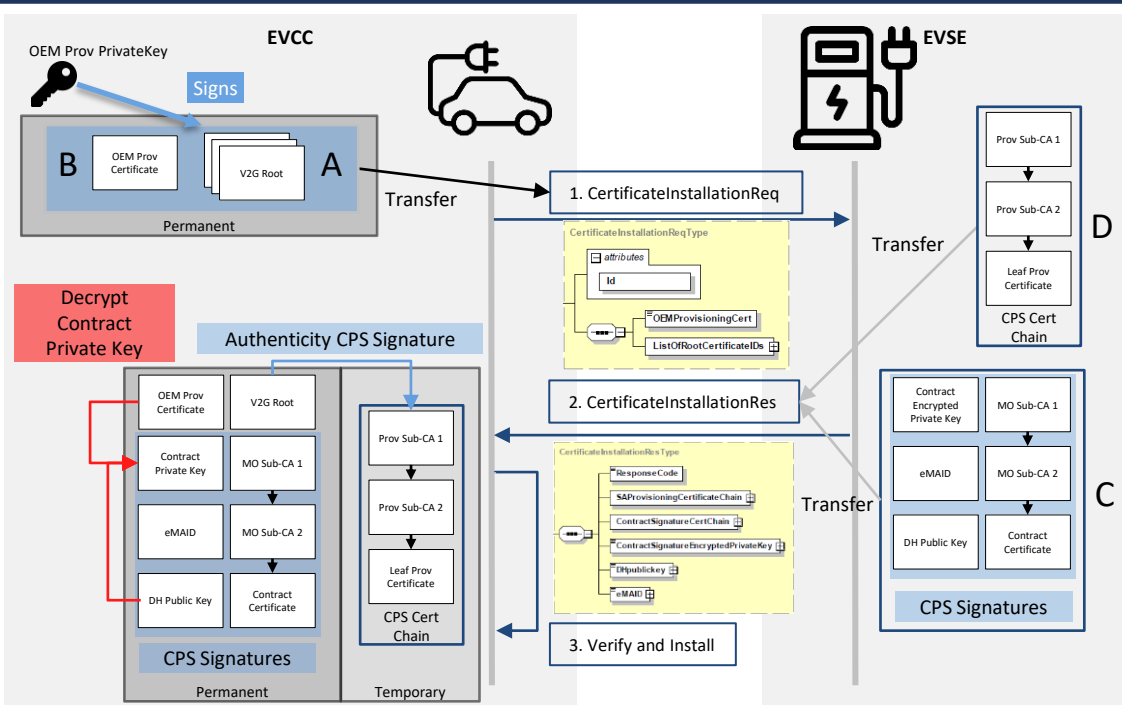 EVCC
EVSE
OEM Prov PrivateKey
Signs
B
OEM Prov
Certificate
V2G Root
A
Permanent
Transfer
1. CertificateInstallationReq
CertificateInstallationReqType
attributes
Id
OEMProvisioningCert
ListOfRootCertificateIDs
Transfer
Prov Sub-CA 1
Prov Sub-CA 2
Leaf Prov
Certificate
CPS Cert
Chain
D
Decrypt
Contract
Private Key
Authenticity CPS Signature
OEM Prov
Certificate
V2G Root
Contract
Private Key
MO Sub-CA 1
eMAID
MO Sub-CA 2
DH Public Key
Contract
Certificate
CPS Signatures
Permanent
Prov Sub-CA 1
Prov Sub-CA 2
Leaf Prov
Certificate
CPS Cert
Chain
Temporary
2. CertificateInstallationRes
CertificateInstallationResType
ResponseCode
SAProvisioningCertificateChain
ContractSignatureCertChain
ContractSignatureEncryptedPrivateKey
DHpublickey
eMAID
3. Verify and Install
Transfer
Contract
Encrypted
Private Key
MO Sub-CA 1
eMAID
MO Sub-CA 2
DH Public Key
Contract
Certificate
C
CPS Signatures